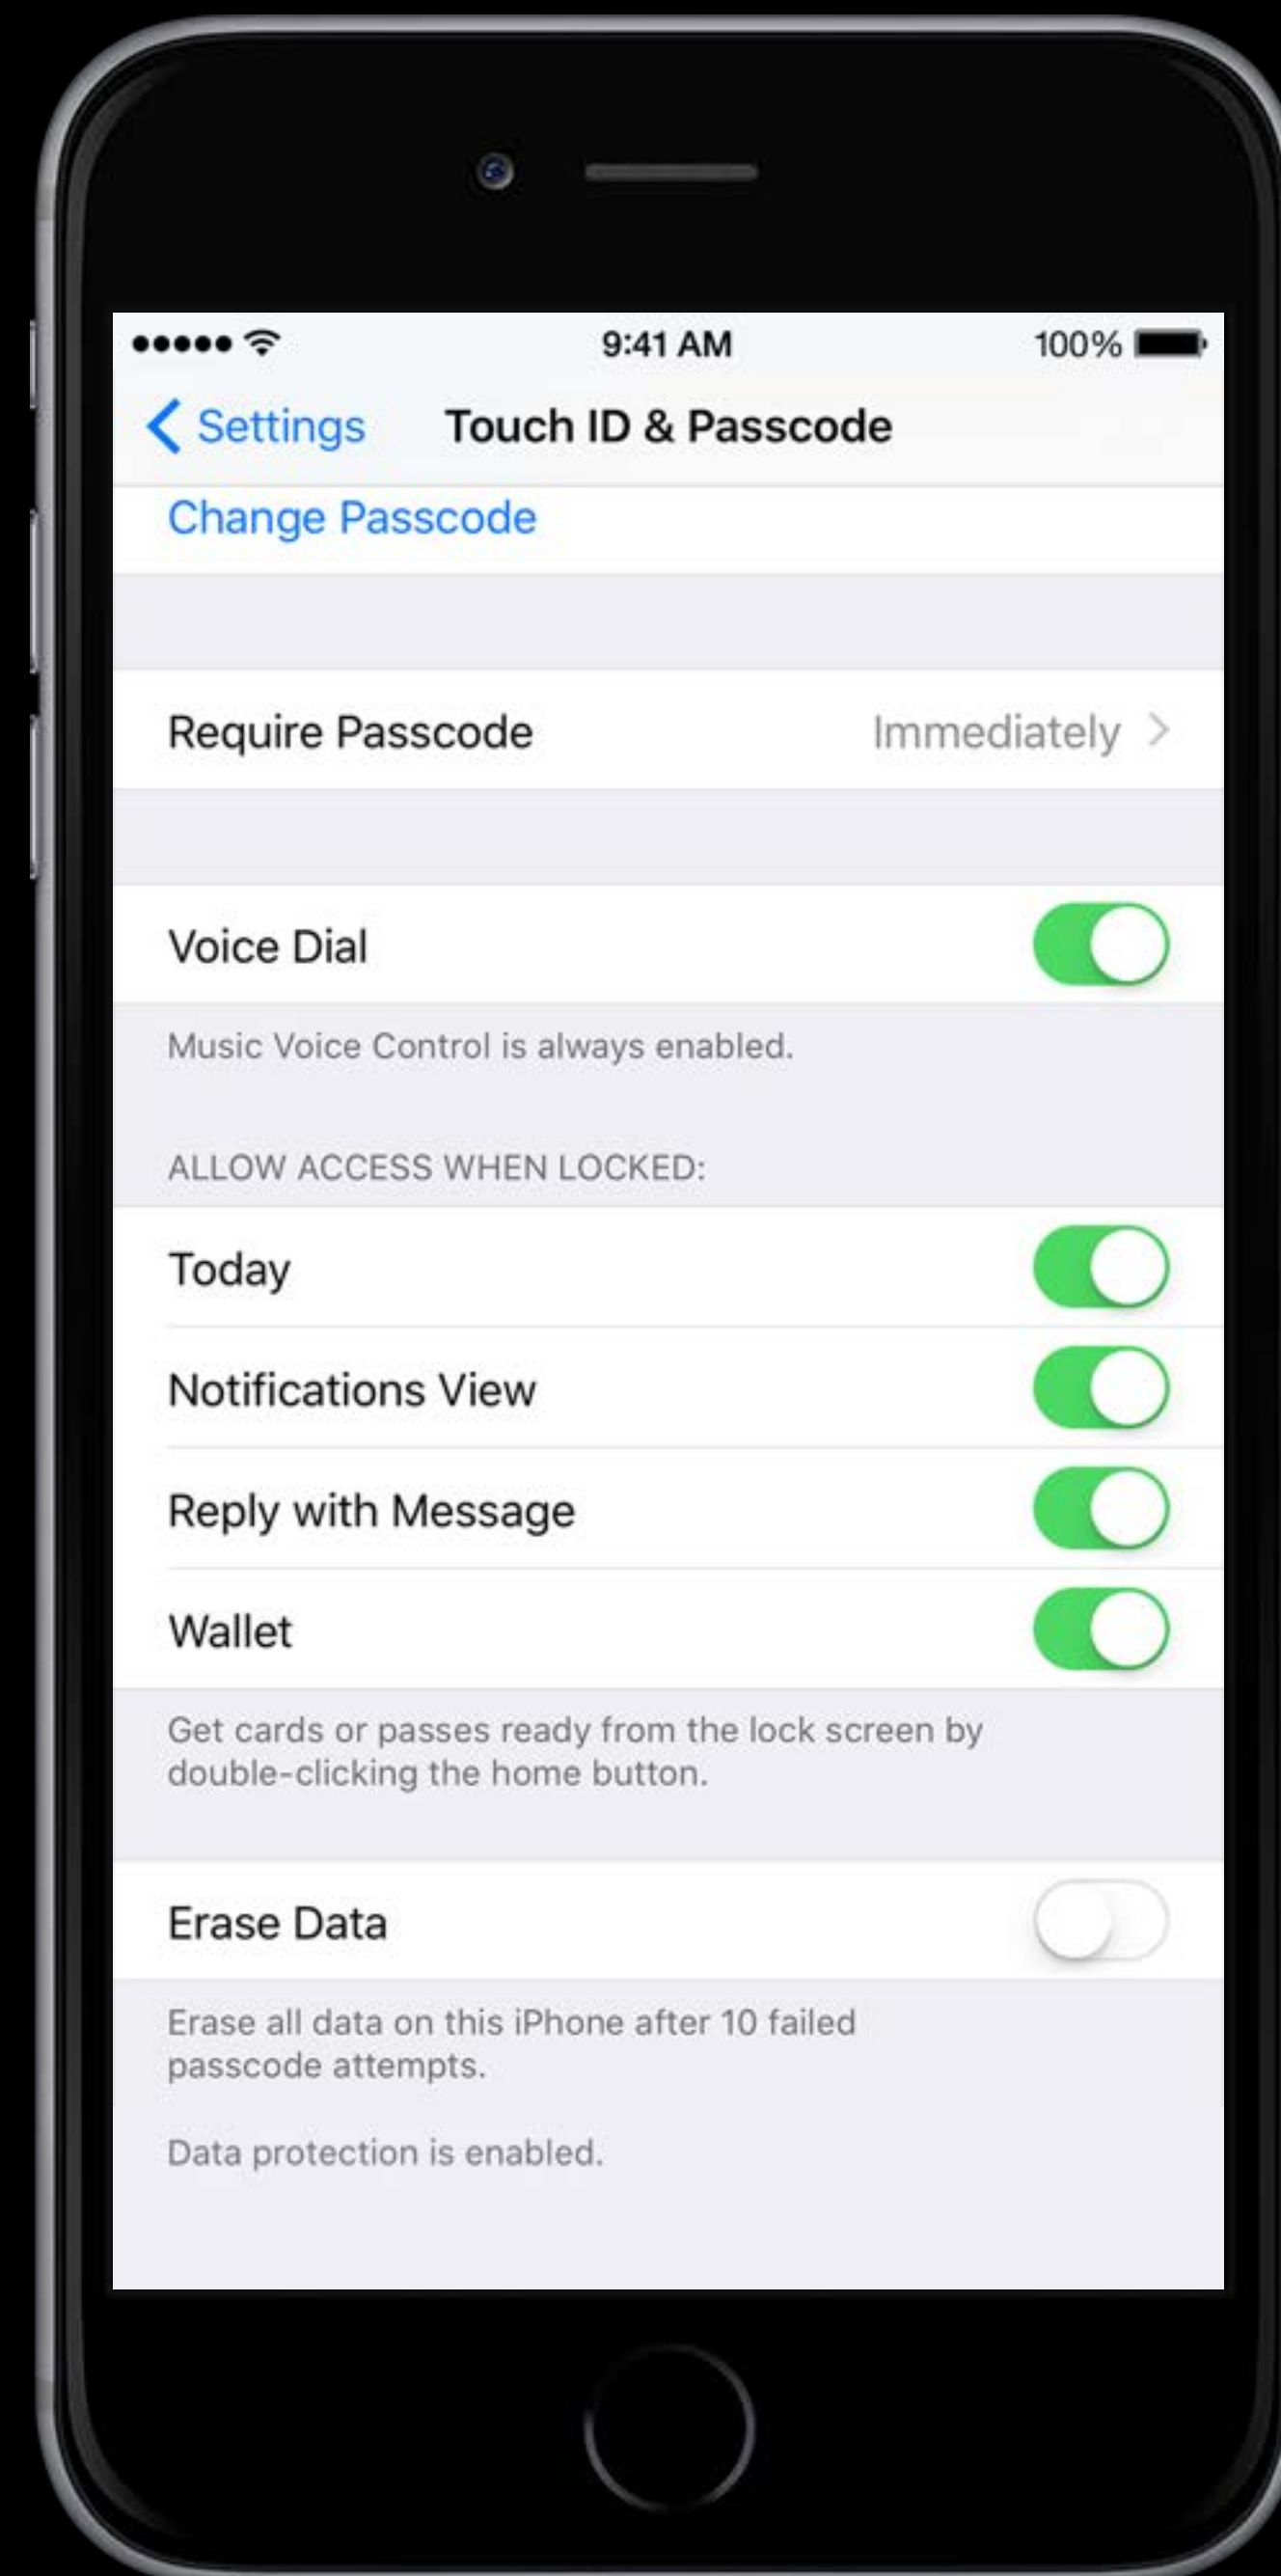 9:41 AM
100%
Settings
Touch ID & Passcode
Change Passcode
Require Passcode
Immediately
Voice Dial
Music Voice Control is always enabled.
ALLOW ACCESS WHEN LOCKED:
Today
Notifications View
Reply with Message
Wallet
Get cards or passes ready from the lock screen by
double-clicking the home button.
Erase Data
Erase all data on this iPhone after 10 failed
passcode attempts.
Data protection is enabled.